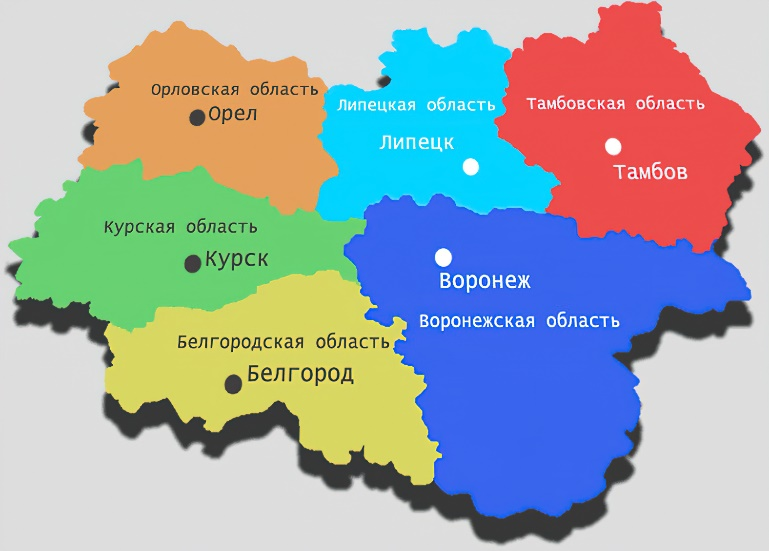 Орловская область
Орел
Липецкая область
Липецк
Тамбовская область
Тамбов
Курская область
Курск
Воронеж
Воронежская область
Белгородская область
Белгород